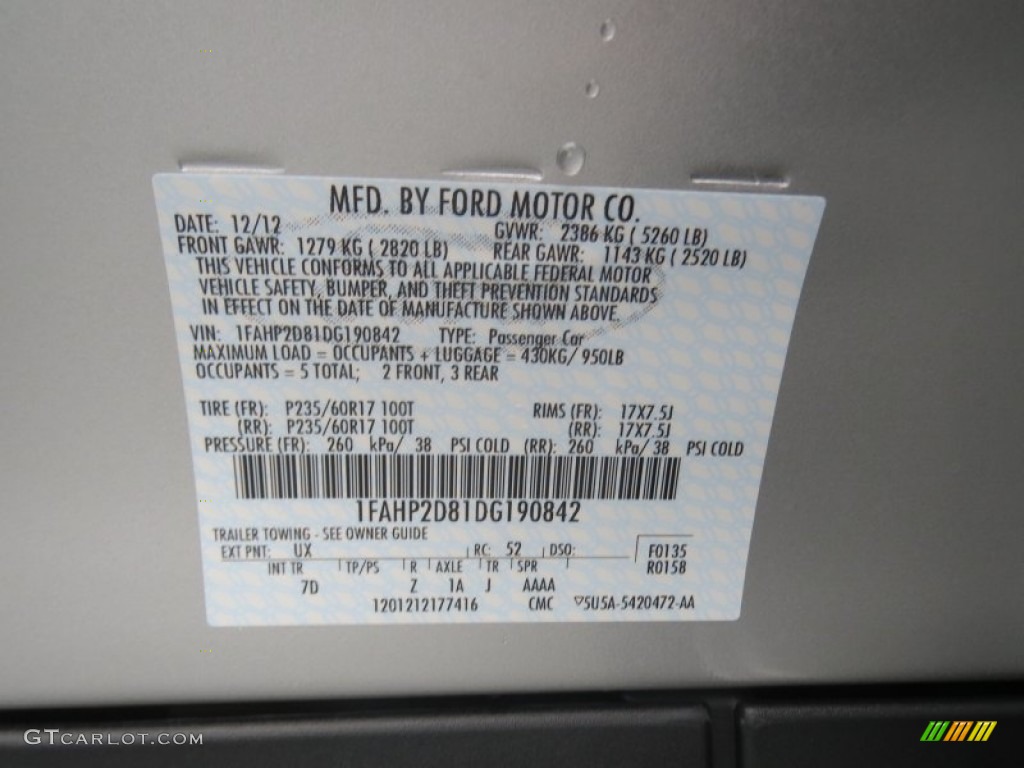 MFD. BY FORD MOTOR CO.
DATE: 12/12 GVWR: 2386 KG ( 5260 LB)
FRONT GAWR: 1279 KG ( 2820 LB) REAR GAWR: 1143 KG ( 2520 LB)
THIS VEHICLE CONFORMS TO ALL APPLICABLE FEDERAL MOTOR
VEHICLE SAFETY, BUMPER, AND THEFT PREVENTION STANDARDS
IN EFFECT ON THE DATE OF MANUFACTURE SHOWN ABOVE.
VIN: 1FAHP2D81DG190842 TYPE: Passenger Car
MAXIMUM LOAD = OCCUPANTS + LUGGAGE = 430KG/ 950LB
OCCUPANTS = 5 TOTAL; 2 FRONT, 3 REAR
TIRE (FR): P235/60R17 100T RIMS (FR): 17X7.5J
(RR): P235/60R17 100T (RR): 17X7.5J
PRESSURE (FR): 260 kPa/ 38 PSI COLD (RR): 260 kPa/ 38 PSI COLD
1FAHP2D81DG190842
TRAILER TOWING - SEE OWNER GUIDE
EXT PNT: UX RC: 52 DSO: F0135
INT TR TP/PS R AXLE TR SPR R0158
7D Z 1A J AAAA
1201212177416 CMC ▽5U5A-5420472-AA
GTCARLOT.COM